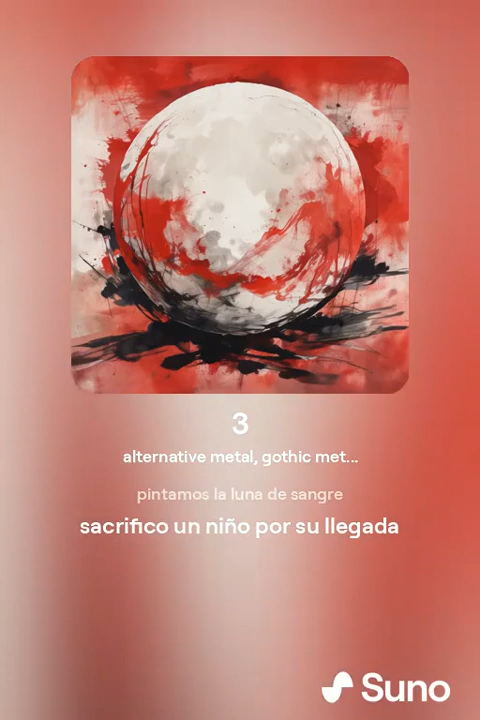 3
alternative metal, gothic met...
pintamos la luna de sangre
sacrifico un niño por su llegada
Suno